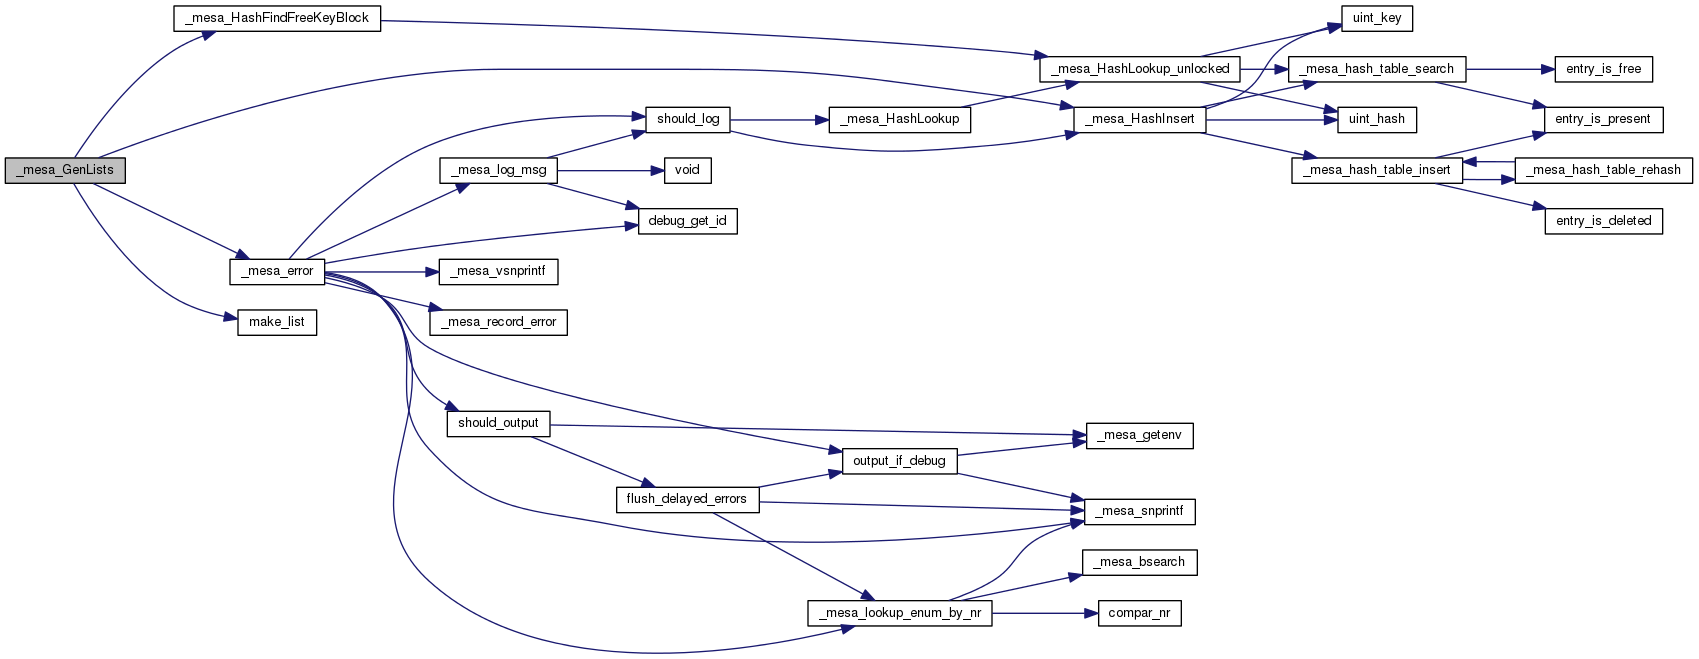 _mesa_HashFindFreeKeyBlock
uint_key
_mesa_HashLookup_unlocked
_mesa_hash_table_search
entry_is_free
should_log
_mesa_HashLookup
_mesa_HashInsert
uint_hash
entry_is_present
_mesa_GenLists
_mesa_log_msg
void
_mesa_hash_table_insert
_mesa_hash_table_rehash
debug_get_id
entry_is_deleted
_mesa_error
_mesa_vsnprintf
make_list
_mesa_record_error
should_output
_mesa_getenv
output_if_debug
flush_delayed_errors
_mesa_snprintf
_mesa_bsearch
_mesa_lookup_enum_by_nr
compar_nr